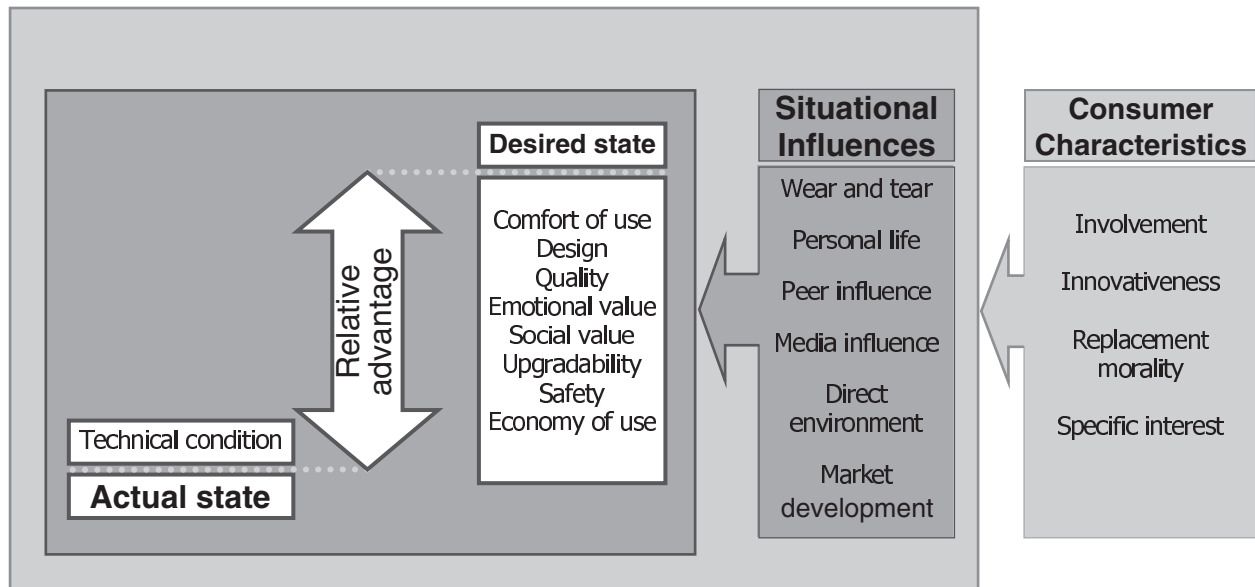 Desired state
Comfort of use
Design
Quality
Emotional value
Social value
Upgradability
Safety
Economy of use
Relative
advantage
Technical condition
Actual state
Situational
Influences
Wear and tear
Personal life
Peer influence
Media influence
Direct
environment
Market
development
Consumer
Characteristics
Involvement
Innovativeness
Replacement
morality
Specific interest